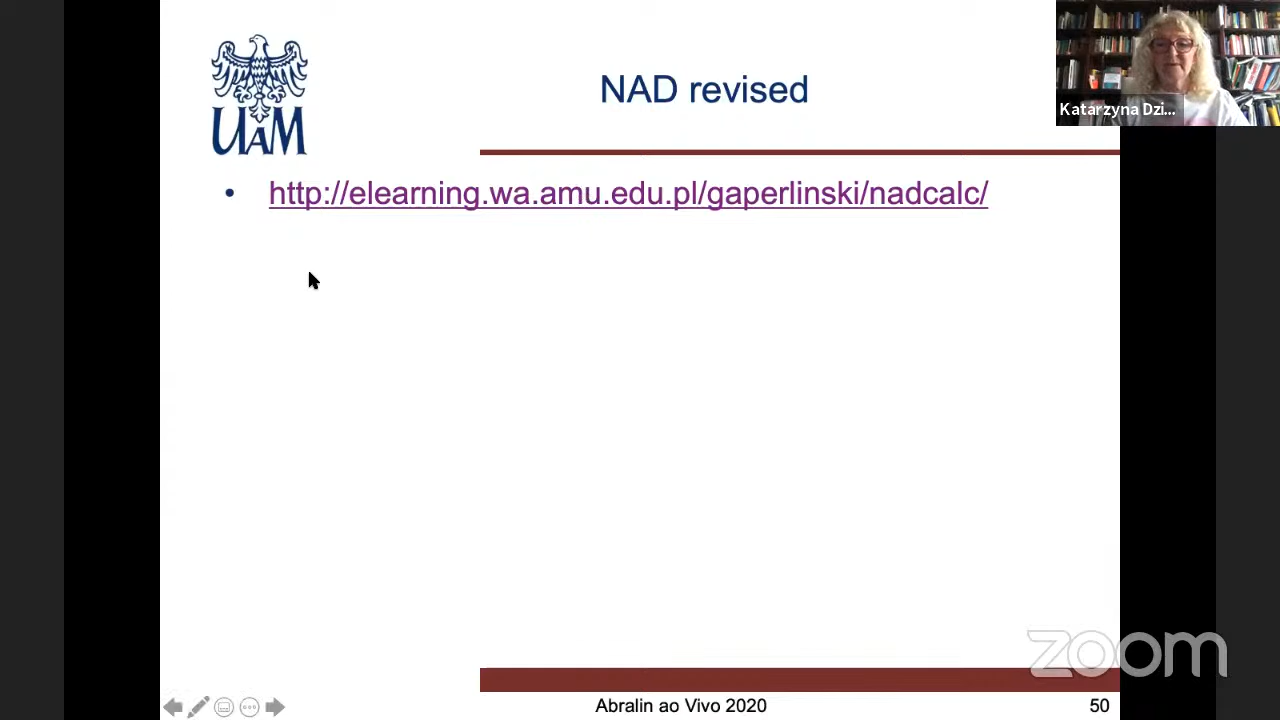 UAM
NAD revised
Katarzyna Dzi...
• http://elearning.wa.amu.edu.pl/gaperlinski/nadcalc/
zoom
Abralin ao Vivo 2020
50